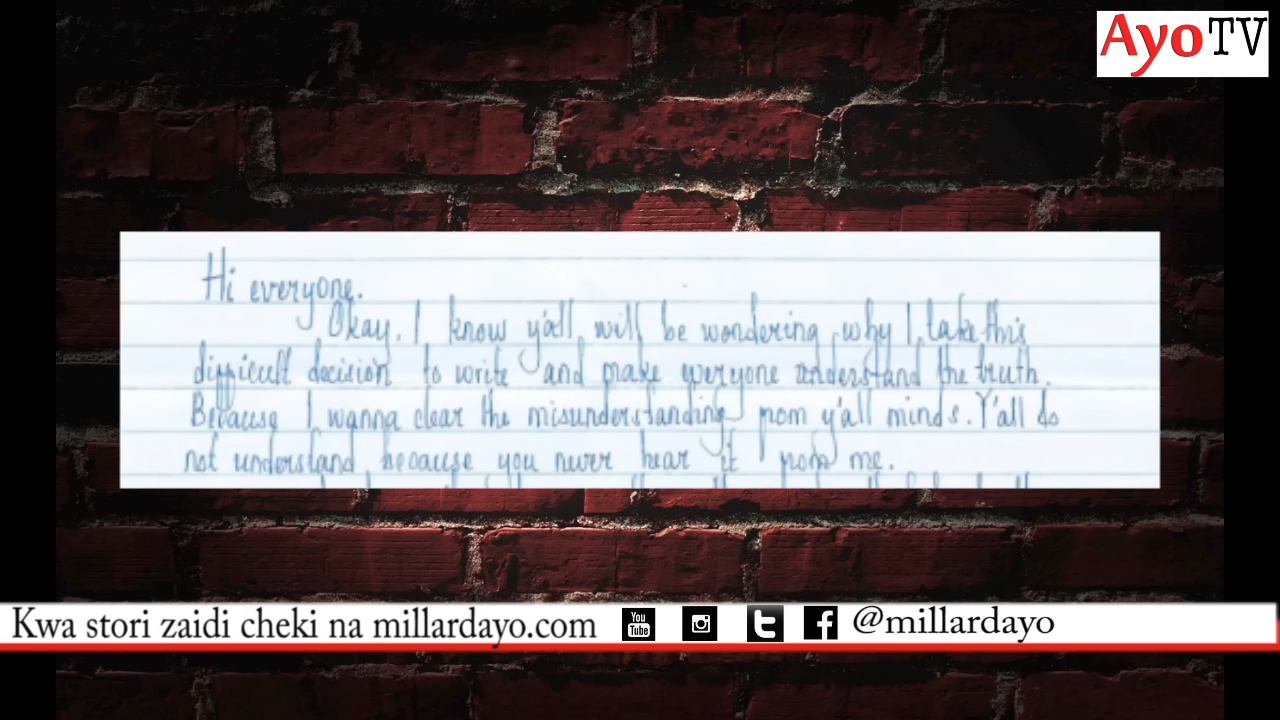 AyoTV
Hi everyone.
Okay, I know y'all will be wondering why I take this
difficult decision to write and make everyone understand the truth.
Because I wanna clear the misunderstanding from y'all minds. Y'all do
not understand because you never hear it from me.
Kwa stori zaidi cheki na millardayo.com You Tube @millardayo